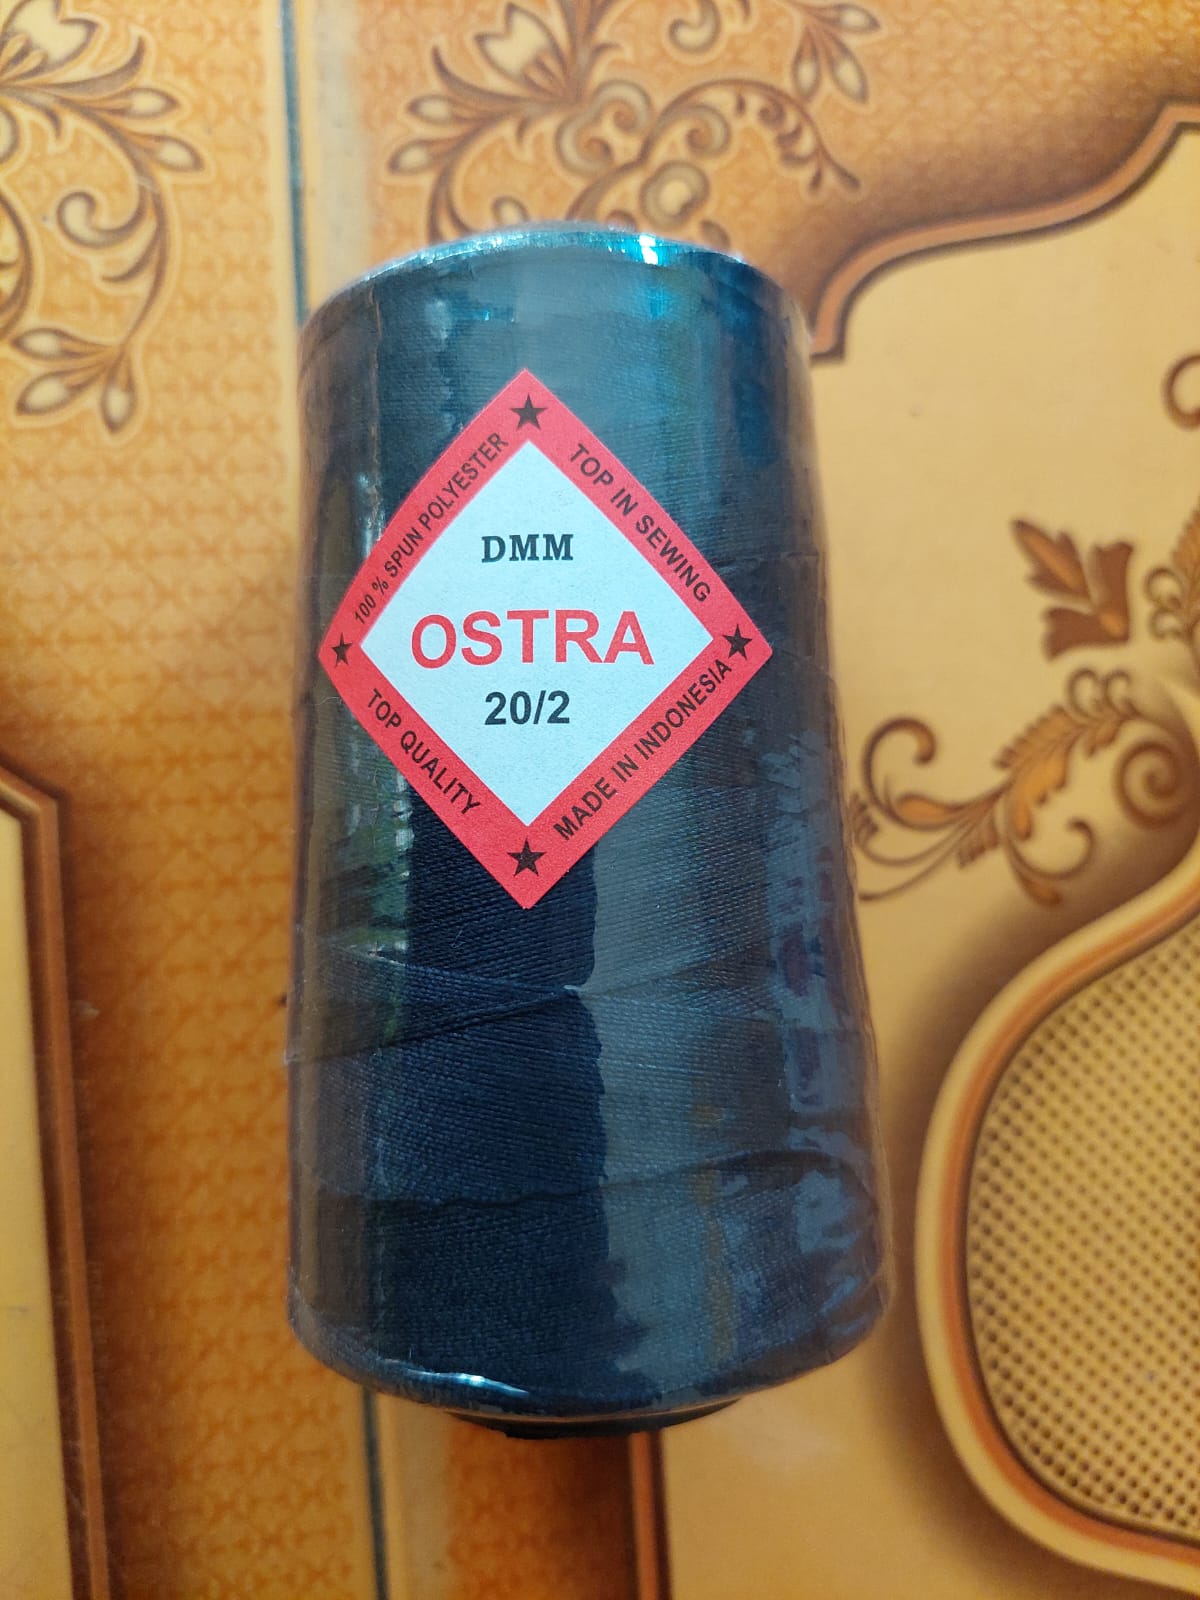 100 % SPUN POLYESTER
TOP IN SEWING
DMM
OSTRA
20/2
TOP QUALITY
MADE IN INDONESIA